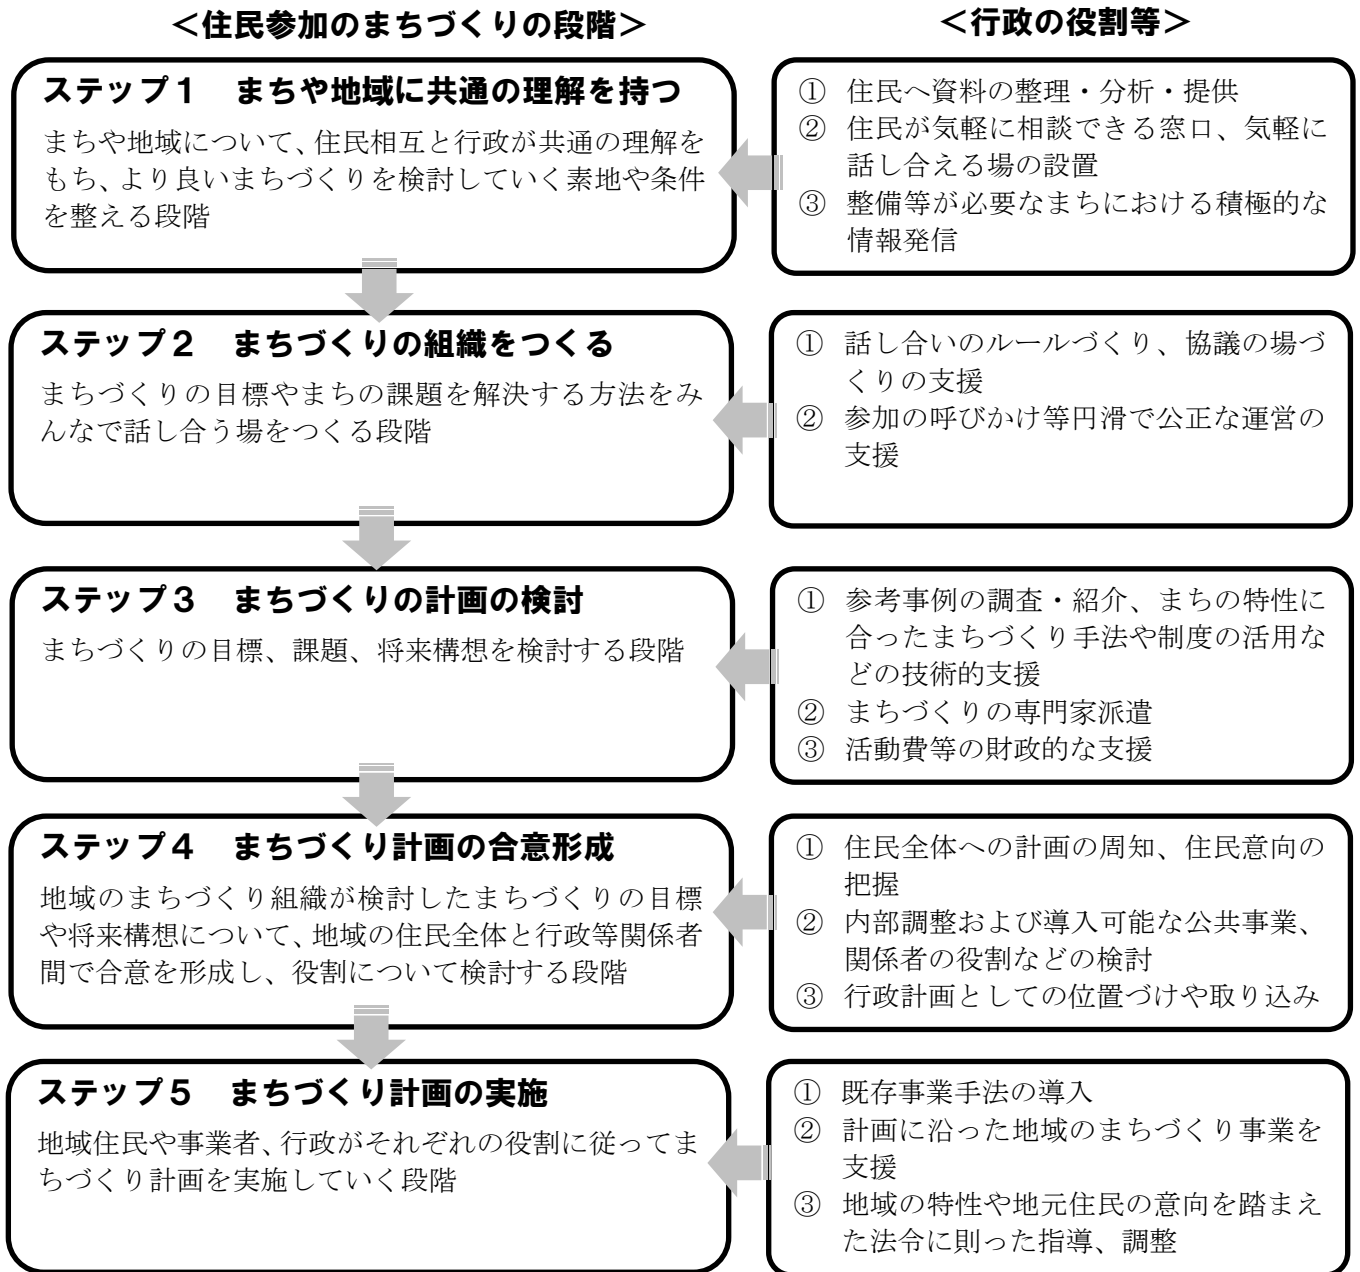 ＜住民参加のまちづくりの段階＞
＜行政の役割等＞
ステップ１　まちや地域に共通の理解を持つ
まちや地域について、住民相互と行政が共通の理解を
もち、より良いまちづくりを検討していく素地や条件
を整える段階
① 住民へ資料の整理・分析・提供
② 住民が気軽に相談できる窓口、気軽に
話し合える場の設置
③ 整備等が必要なまちにおける積極的な
情報発信
ステップ２　まちづくりの組織をつくる
まちづくりの目標やまちの課題を解決する方法をみ
んなで話し合う場をつくる段階
① 話し合いのルールづくり、協議の場づ
くりの支援
② 参加の呼びかけ等円滑で公正な運営の
支援
ステップ３　まちづくりの計画の検討
まちづくりの目標、課題、将来構想を検討する段階
① 参考事例の調査・紹介、まちの特性に
合ったまちづくり手法や制度の活用な
どの技術的支援
② まちづくりの専門家派遣
③ 活動費等の財政的な支援
ステップ４　まちづくり計画の合意形成
地域のまちづくり組織が検討したまちづくりの目標
や将来構想について、地域の住民全体と行政等関係者
間で合意を形成し、役割について検討する段階
① 住民全体への計画の周知、住民意向の
把握
② 内部調整および導入可能な公共事業、
関係者の役割などの検討
③ 行政計画としての位置づけや取り込み
ステップ５　まちづくり計画の実施
地域住民や事業者、行政がそれぞれの役割に従ってま
ちづくり計画を実施していく段階
① 既存事業手法の導入
② 計画に沿った地域のまちづくり事業を
支援
③ 地域の特性や地元住民の意向を踏まえ
た法令に則った指導、調整